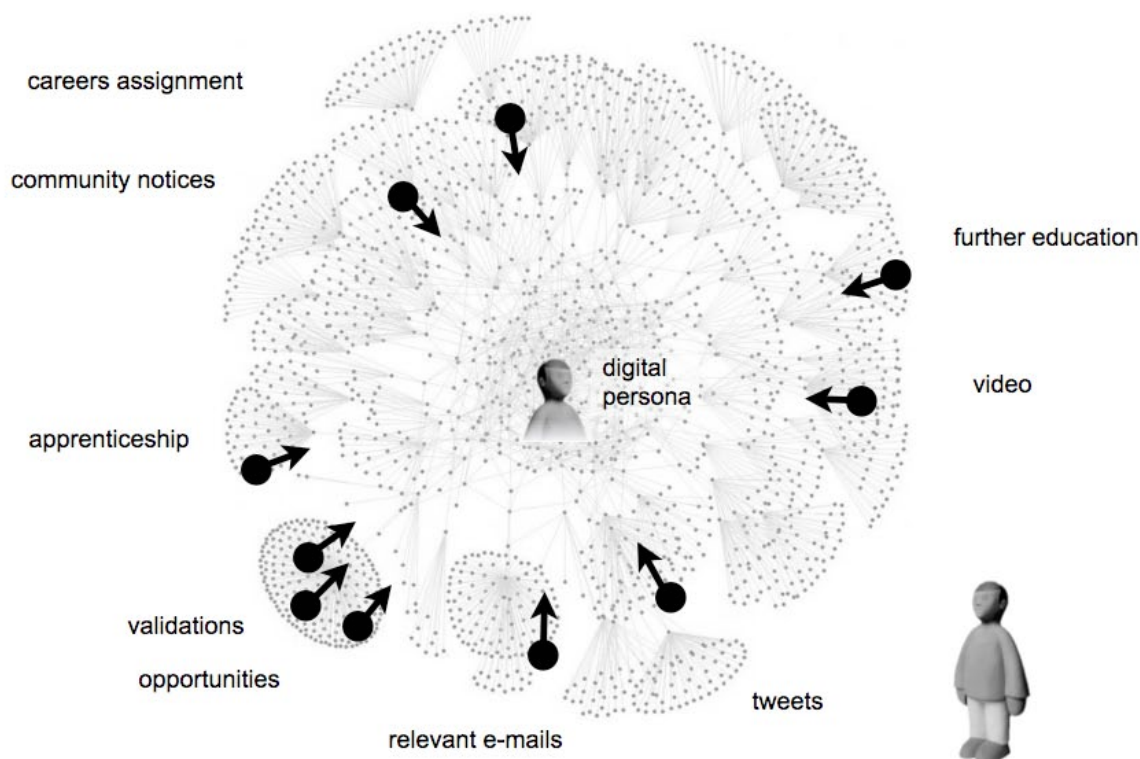 careers assignment
community notices
further education
digital
persona
video
apprenticeship
validations
opportunities
tweets
relevant e-mails